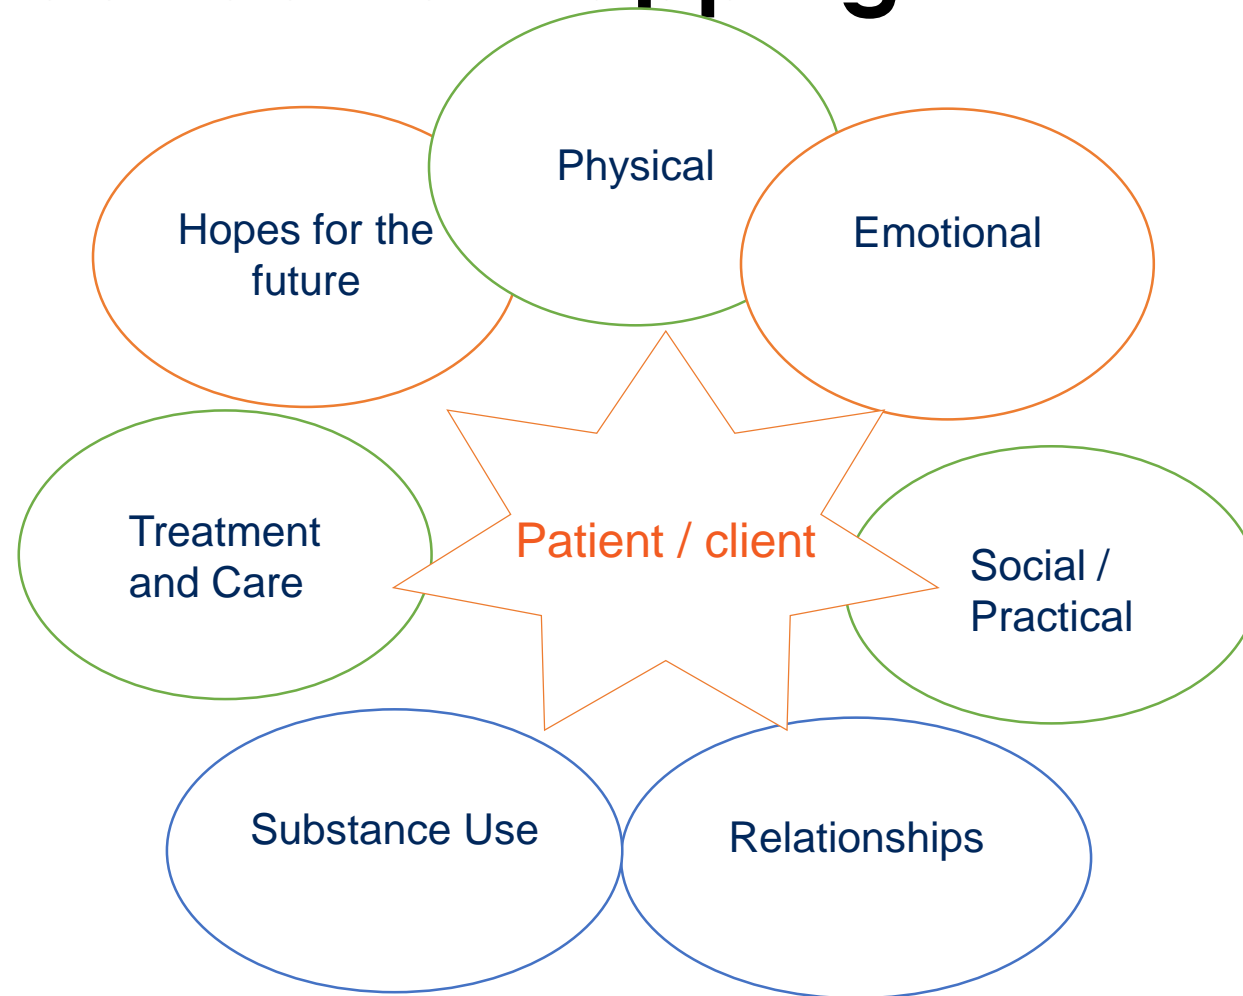 Physical
Hopes for the
future
Emotional
Patient / client
Treatment
and Care
Social /
Practical
Substance Use
Relationships